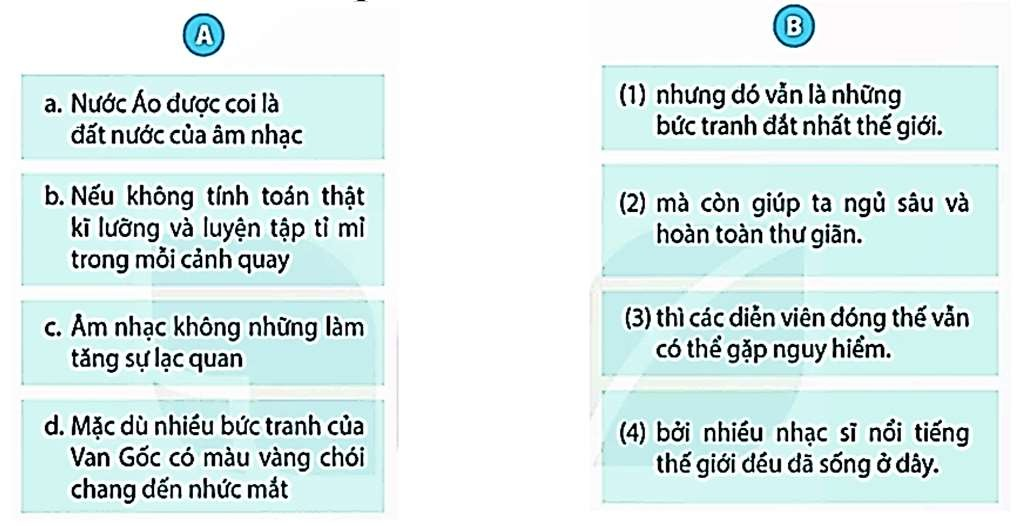 A
a. Nước Áo được coi là
đất nước của âm nhạc
b. Nếu không tính toán thật
kĩ lưỡng và luyện tập tỉ mỉ
trong mỗi cảnh quay
c. Âm nhạc không những làm
tăng sự lạc quan
d. Mặc dù nhiều bức tranh của
Van Gốc có màu vàng chói
chang đến nhức mắt
B
(1) nhưng đó vẫn là những
bức tranh đắt nhất thế giới.
(2) mà còn giúp ta ngủ sâu và
hoàn toàn thư giãn.
(3) thì các diễn viên đóng thế vẫn
có thể gặp nguy hiểm.
(4) bởi nhiều nhạc sĩ nổi tiếng
thế giới đều đã sống ở đây.